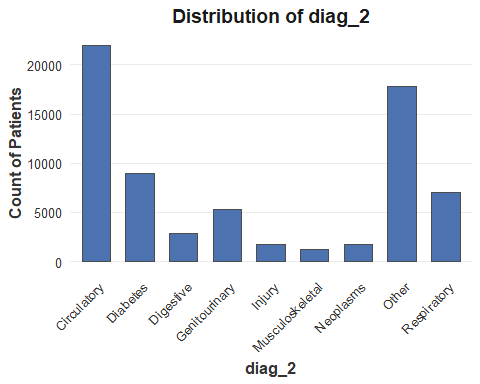 Distribution of diag_2
Count of Patients
20000
15000
10000
5000
0
Circulatory
Diabetes
Digestive
Genitourinary
Injury
Musculoskeletal
Neoplasms
Other
Respiratory
diag_2